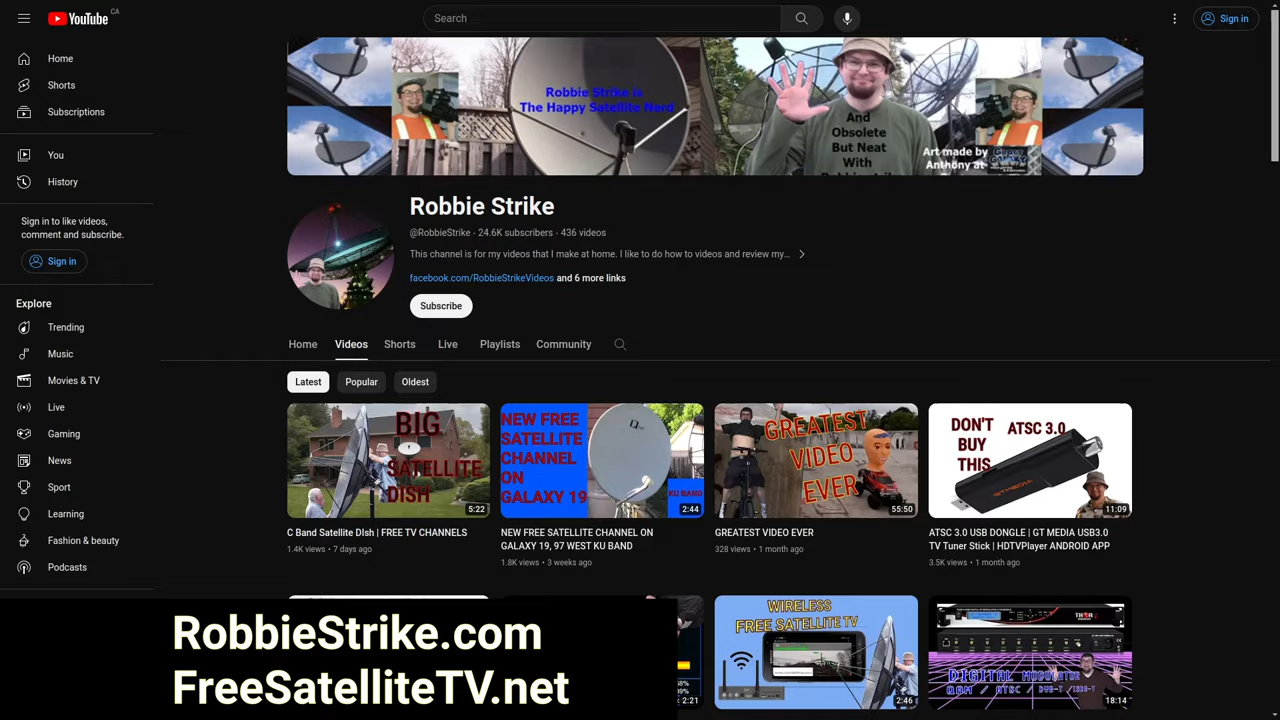 YouTube CA
Search
Sign in
Home
Shorts
Subscriptions
You
History
Sign in to like videos,
comment and subscribe.
Sign in
Explore
Trending
Music
Movies & TV
Live
Gaming
News
Sport
Learning
Fashion & beauty
Podcasts
Robbie Strike is
The Happy Satellite Nerd
And
Obsolete
But Neat
With
Art made by
Anthony at
Robbie Strike
@RobbieStrike · 24.6K subscribers · 436 videos
This channel is for my videos that I make at home. I like to do how to videos and review my...
facebook.com/RobbieStrikeVideos and 6 more links
Subscribe
Home Videos Shorts Live Playlists Community
Latest Popular Oldest
BIG
SATELLITE
DISH
5:22
C Band Satellite DIsh | FREE TV CHANNELS
1.4K views • 7 days ago
NEW FREE
SATELLITE
CHANNEL
ON
GALAXY 19
KU BAND
2:44
NEW FREE SATELLITE CHANNEL ON
GALAXY 19, 97 WEST KU BAND
1.8K views • 3 weeks ago
GREATEST
VIDEO
EVER
55:50
GREATEST VIDEO EVER
328 views • 1 month ago
DON'T
BUY
THIS
ATSC 3.0
GTMEDIA
11:09
ATSC 3.0 USB DONGLE | GT MEDIA USB3.0
TV Tuner Stick | HDTVPlayer ANDROID APP
3.5K views • 1 month ago
2:21
WIRELESS
FREE SATELLITE TV
2:46
THOR
DIGITAL MODULATOR
QAM / ATSC / DVB-T / ISDB-T
18:14
RobbieStrike.com
FreeSatelliteTV.net